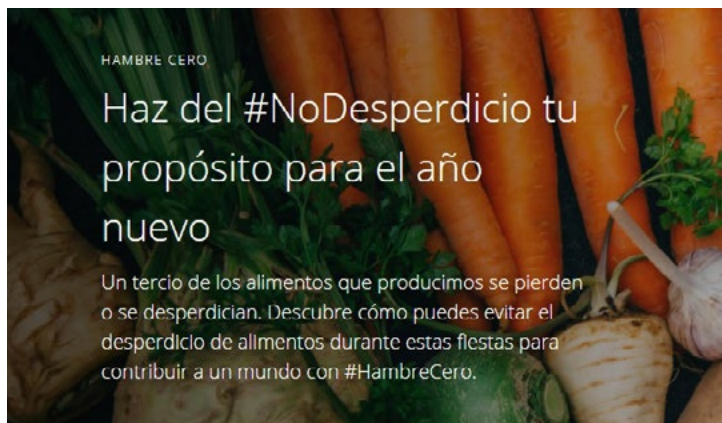 HAMBRE CERO
Haz del #NoDesperdicio tu
propósito para el año
nuevo
Un tercio de los alimentos que producimos se pierden
o se desperdician. Descubre cómo puedes evitar el
desperdicio de alimentos durante estas fiestas para
contribuir a un mundo con #HambreCero.